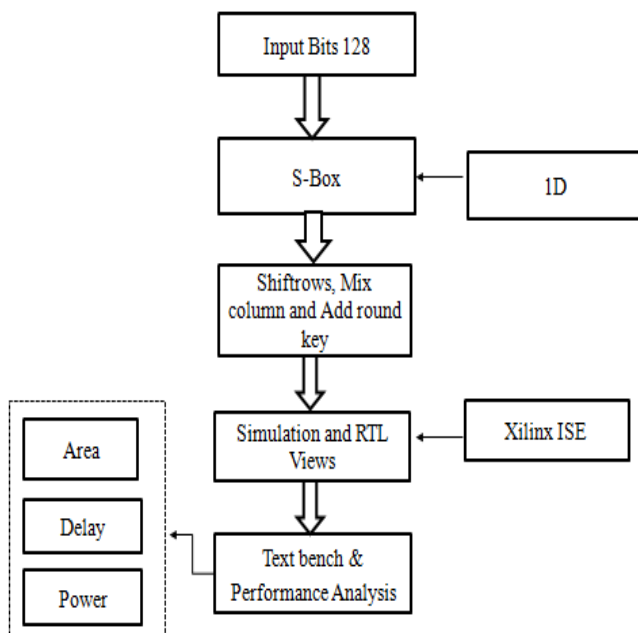 Input Bits 128
S-Box
1D
Shiftrows, Mix
column and Add round
key
Simulation and RTL
Views
Xilinx ISE
Area
Delay
Power
Text bench &
Performance Analysis